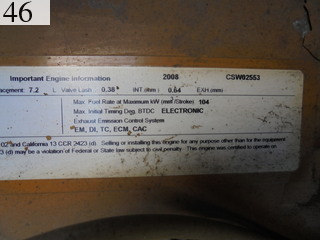 46
Important Engine Information 2008 CSW02553
acement: 7.2 L Valve Lash: 0.38 INT.(mm) 0.64 EXH.(mm)
Max. Fuel Rate at Maximum kW (mm³/Stroke) 104
Max. Initial Timing Deg. BTDC ELECTRONIC
Exhaust Emission Control System
EM, DI, TC, ECM, CAC
02 and California 13 CCR 2423 (d). Selling or installing this Engine for any purpose other than for the equipment
3 (d) may be a violation of Federal or State law subject to civil penalty. This engine was certified to operate on